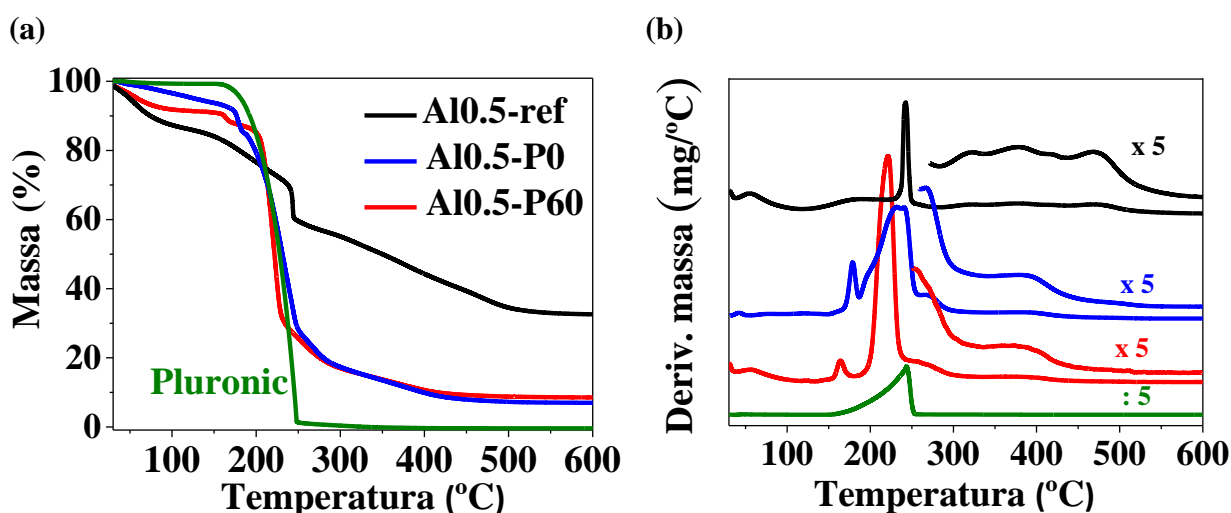 (a)
100
80
60
40
20
0
Massa (%)
Al0.5-ref
Al0.5-P0
Al0.5-P60
Pluronic
100 200 300 400 500 600
Temperatura (ºC)
(b)
Deriv. massa (mg/ºC)
x 5
x 5
x 5
: 5
100 200 300 400 500 600
Temperatura (ºC)